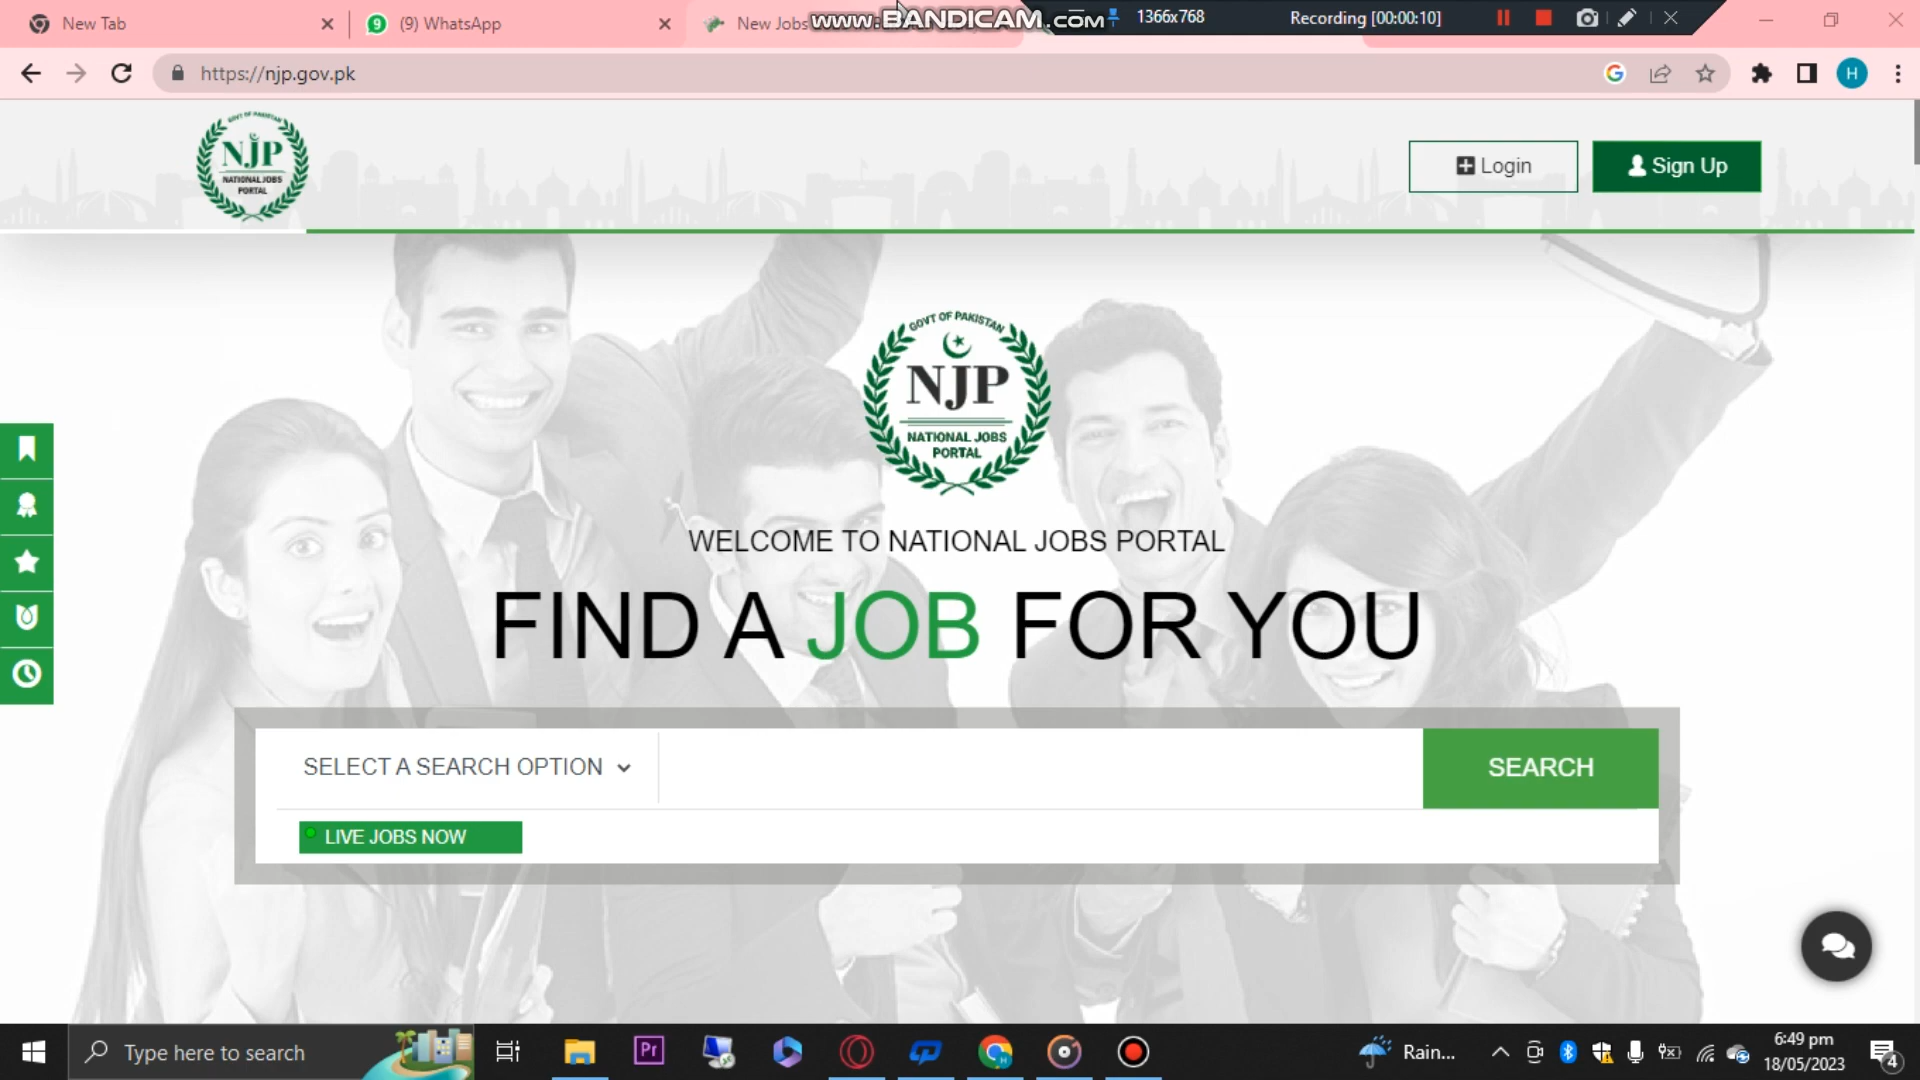 New Tab
(9) WhatsApp
New Jobs
www.BANDICAM.com
1366x768
Recording [00:00:10]
https://njp.gov.pk
H
GOVT OF PAKISTAN
NJP
NATIONAL JOBS
PORTAL
Login
Sign Up
GOVT OF PAKISTAN
NJP
NATIONAL JOBS
PORTAL
WELCOME TO NATIONAL JOBS PORTAL
FIND A JOB FOR YOU
SELECT A SEARCH OPTION
SEARCH
LIVE JOBS NOW
Type here to search
Pr
Rain...
6:49 pm
18/05/2023
4